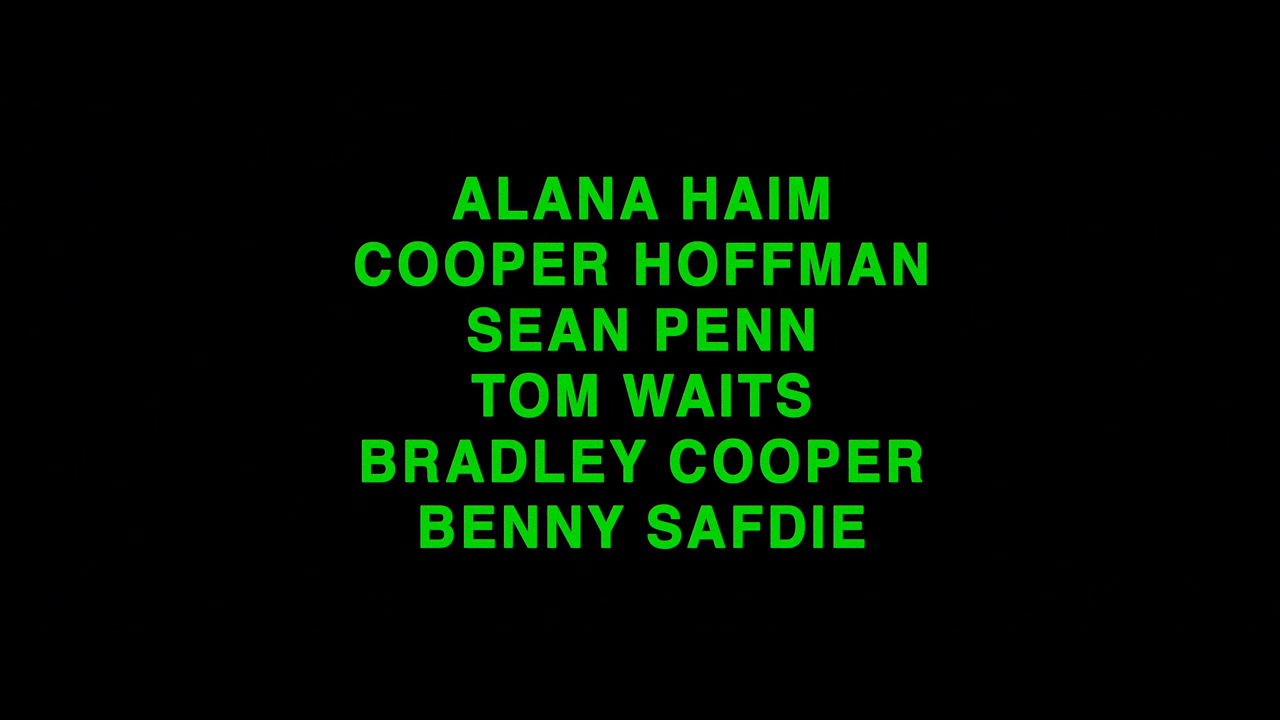 ALANA HAIM
COOPER HOFFMAN
SEAN PENN
TOM WAITS
BRADLEY COOPER
BENNY SAFDIE